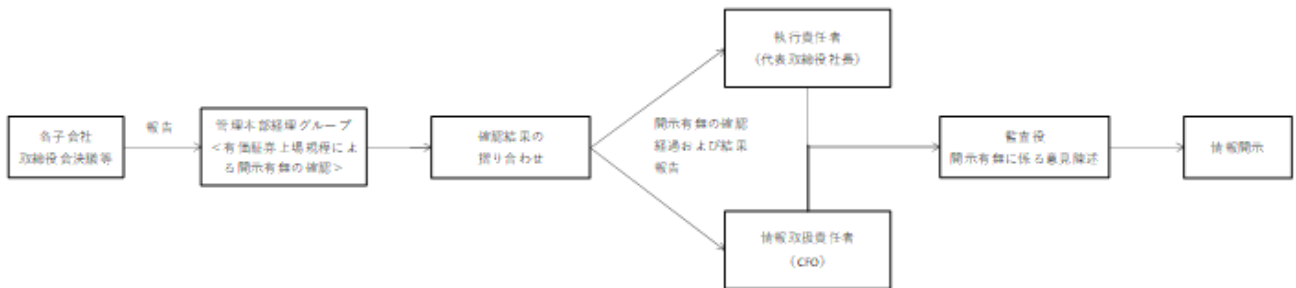 各子会社
取締役会決議等
報告
管理本部経理グループ
<有価証券上場規程によ
る開示有無の確認>
確認結果の
摺り合わせ
執行責任者
(代表取締役社長)
開示有無の確認
経過および結果
報告
情報取扱責任者
(CFO)
監査役
開示有無に係る意見陳述
情報開示